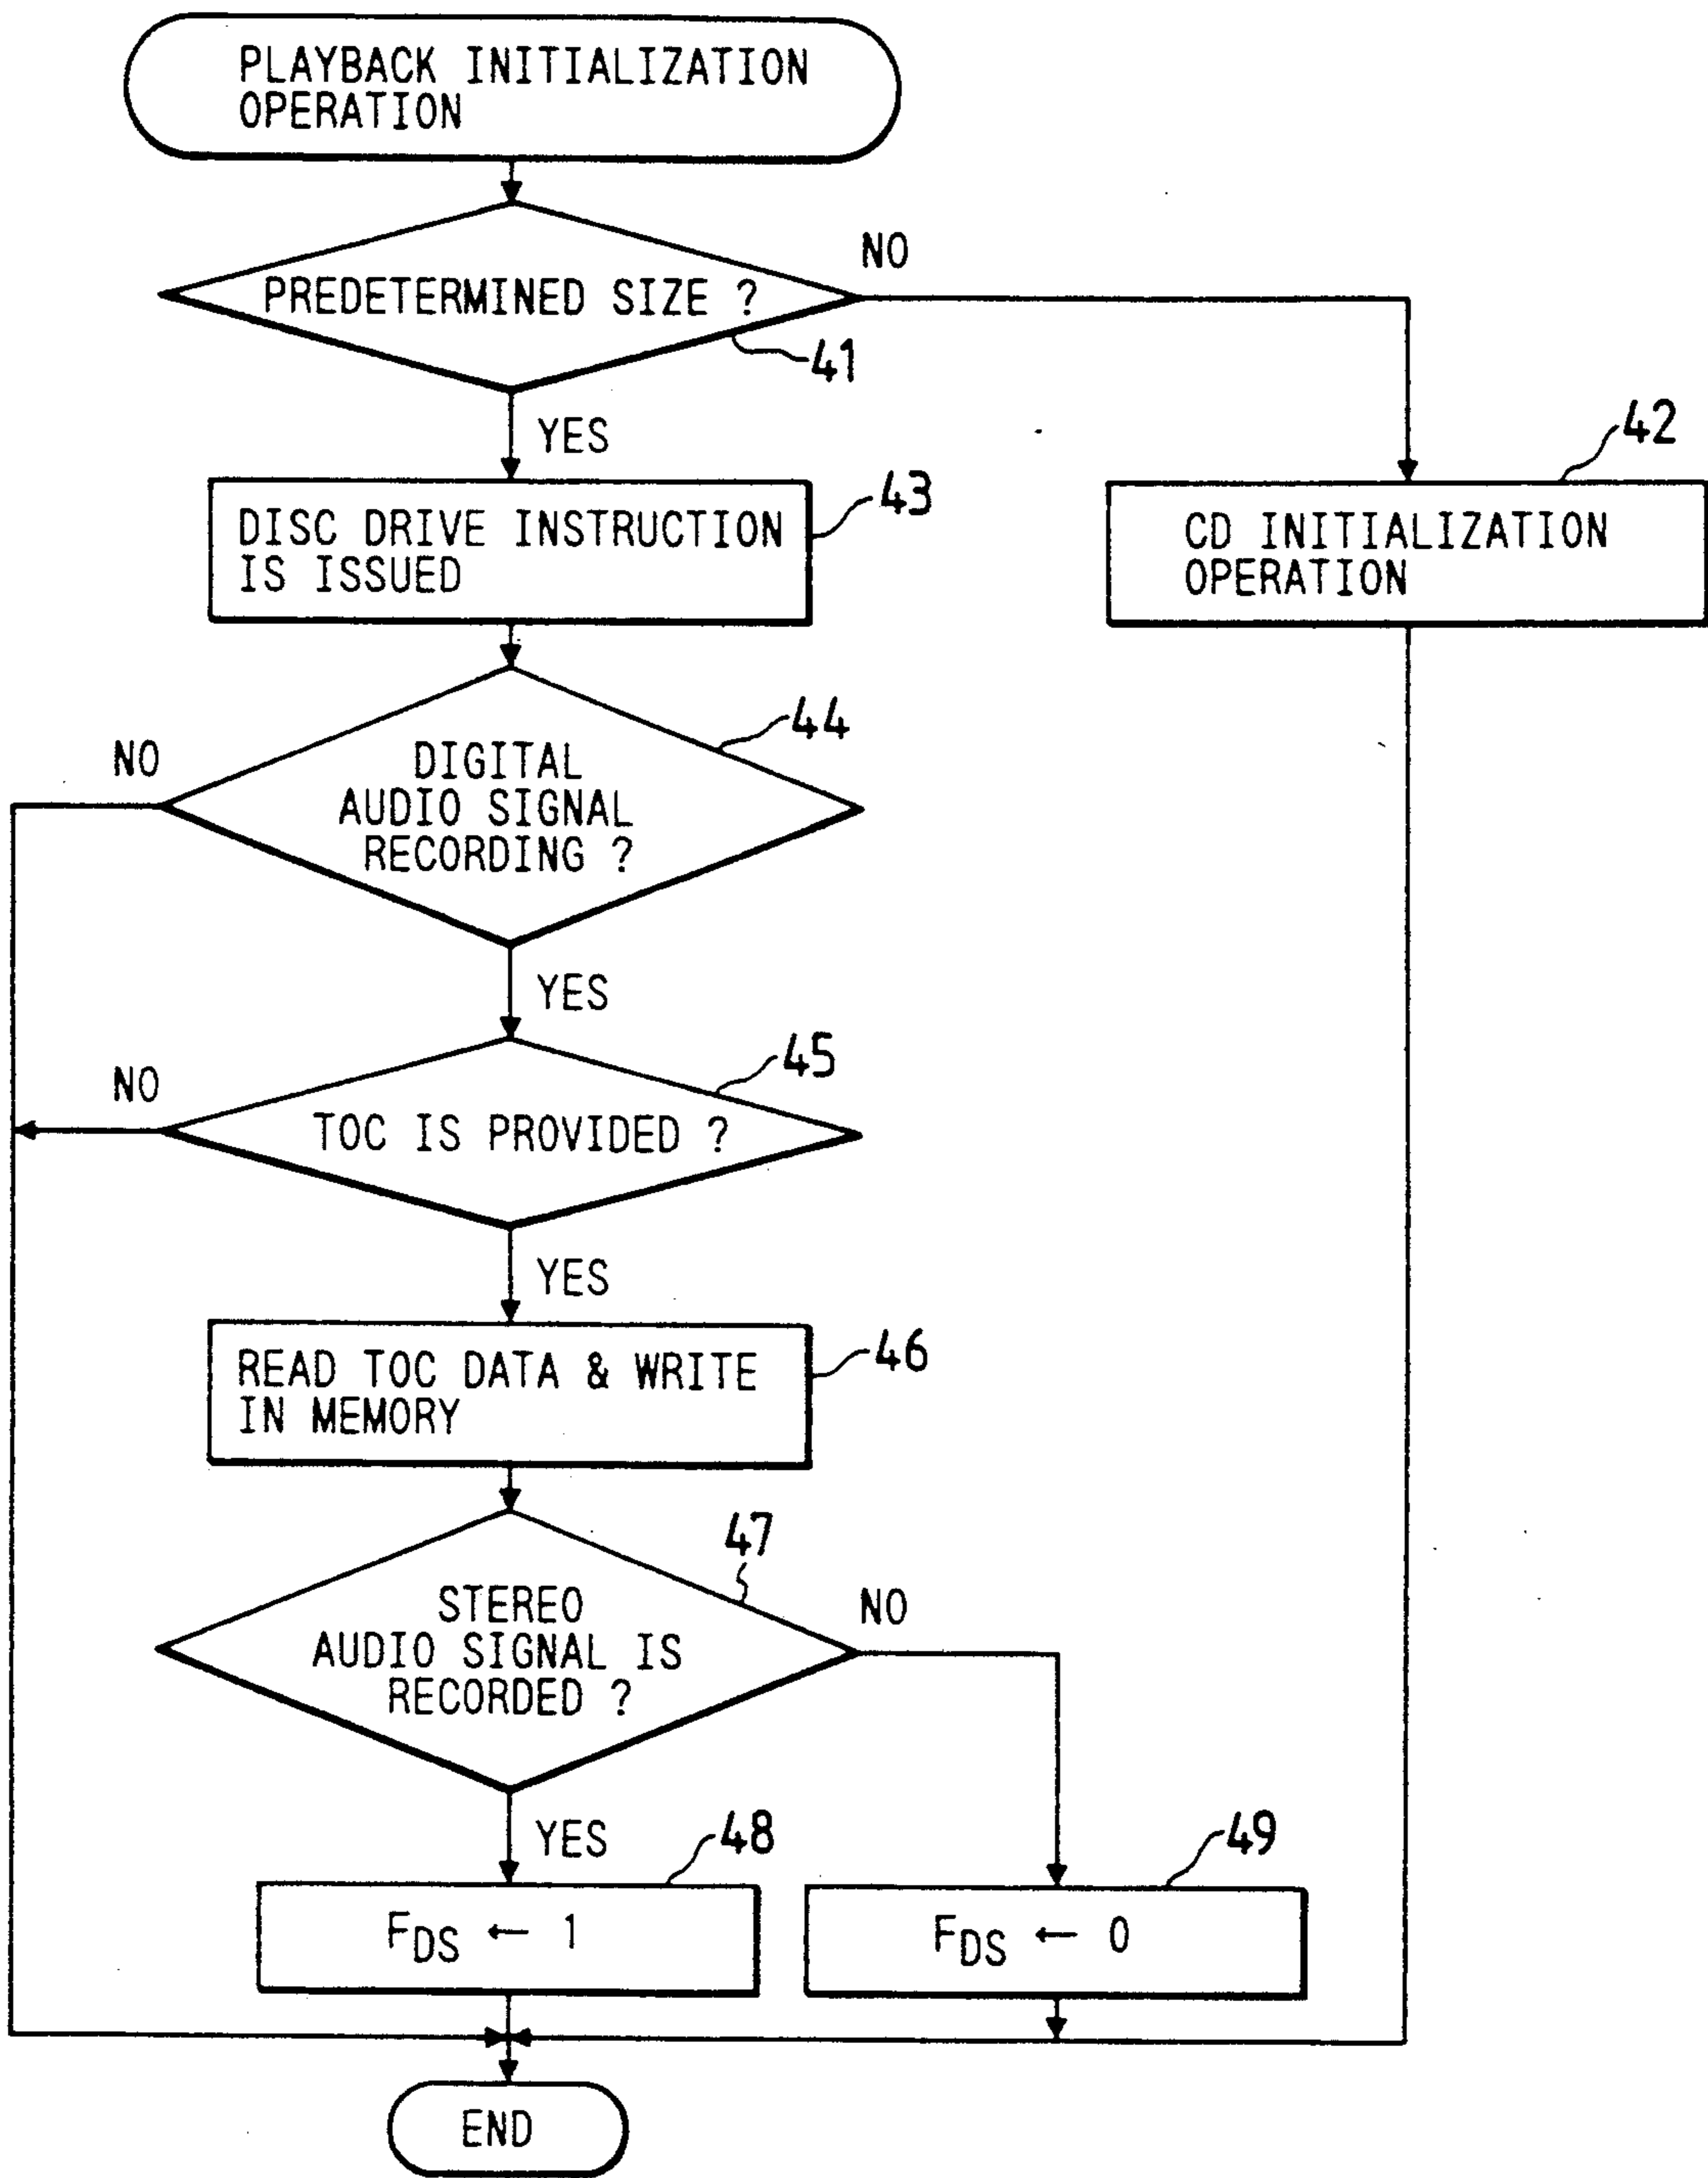 PLAYBACK INITIALIZATION
OPERATION
NO
PREDETERMINED SIZE ?
41
YES
42
43
DISC DRIVE INSTRUCTION
IS ISSUED
CD INITIALIZATION
OPERATION
44
NO
DIGITAL
AUDIO SIGNAL
RECORDING ?
YES
45
NO
TOC IS PROVIDED ?
YES
46
READ TOC DATA & WRITE
IN MEMORY
47
STEREO
AUDIO SIGNAL IS
RECORDED ?
NO
YES
48
49
FDS ← 1
FDS ← 0
END